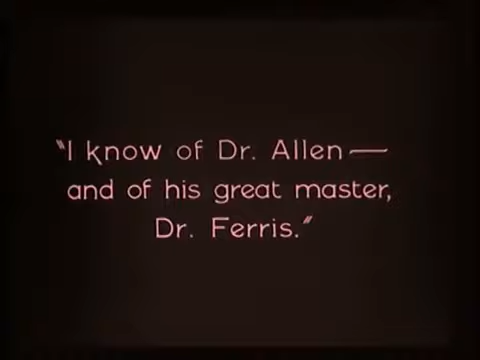 "I know of Dr. Allen—
and of his great master,
Dr. Ferris."